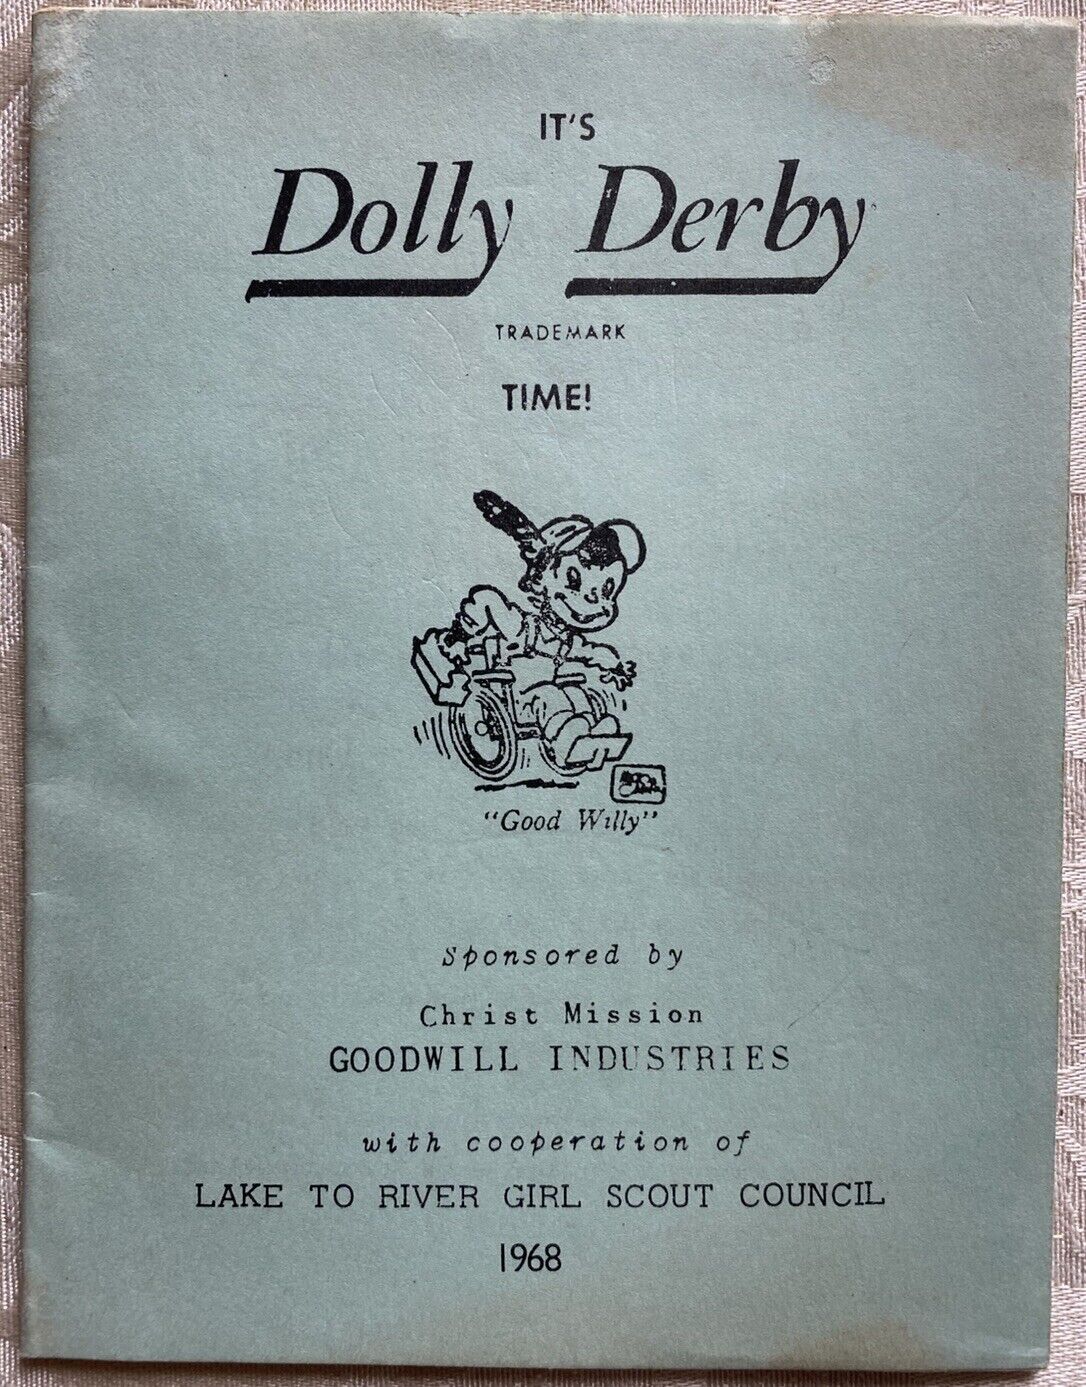 IT'S
Dolly Derby
TRADEMARK
TIME!
"Good Willy"
Sponsored by
Christ Mission
GOODWILL INDUSTRIES
with cooperation of
LAKE TO RIVER GIRL SCOUT COUNCIL
1968